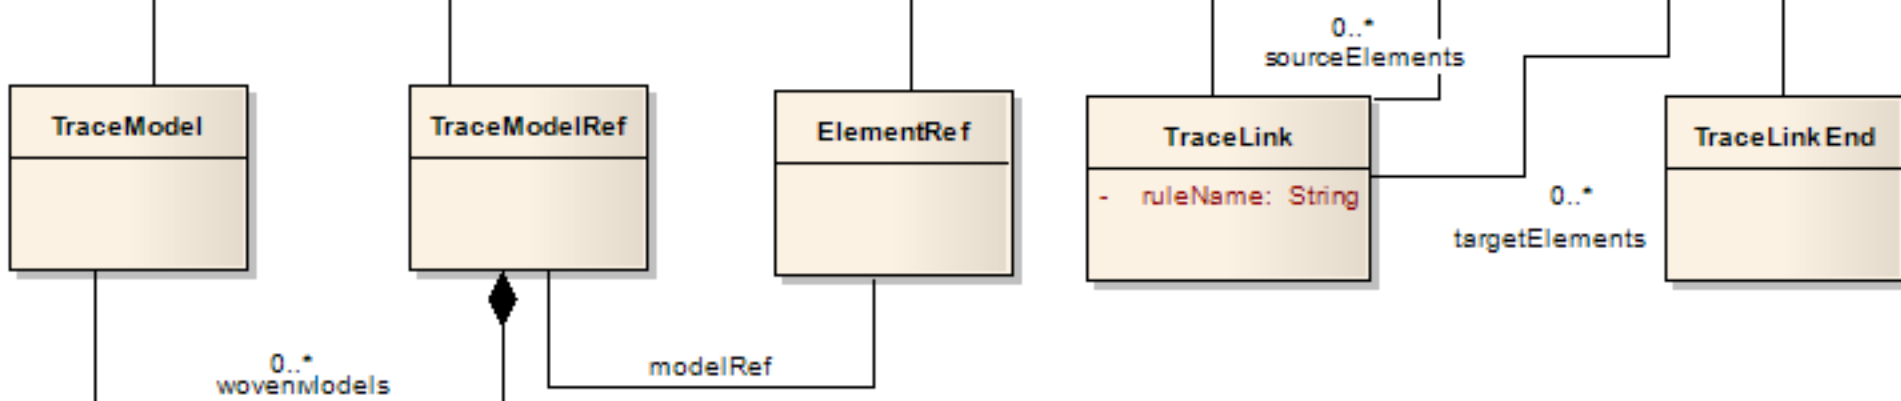 0..*
sourceElements
TraceModel
TraceModelRef
ElementRef
TraceLink
TraceLinkEnd
- ruleName: String
0..*
targetElements
0..*
wovenModels
modelRef